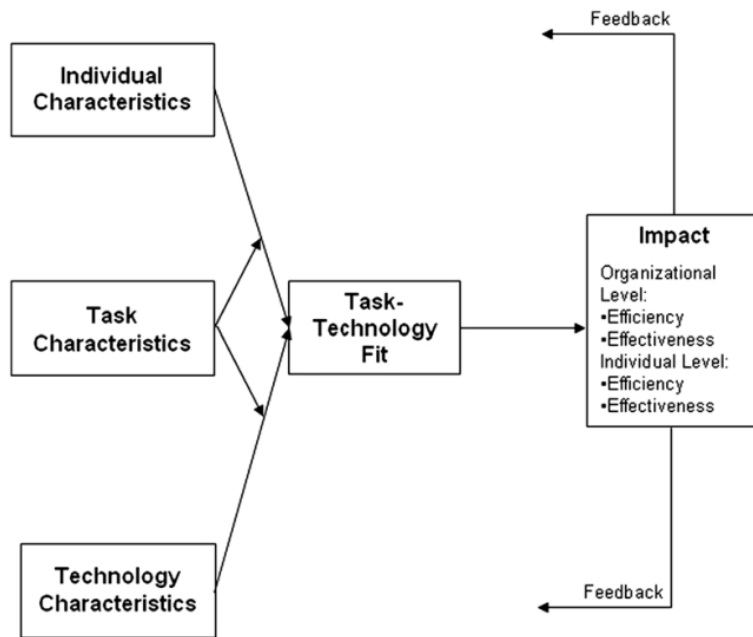 Feedback
Individual
Characteristics
Impact
Organizational
Level:
▪Efficiency
▪Effectiveness
Individual Level:
▪Efficiency
▪Effectiveness
Task
Characteristics
Task-
Technology
Fit
Technology
Characteristics
Feedback